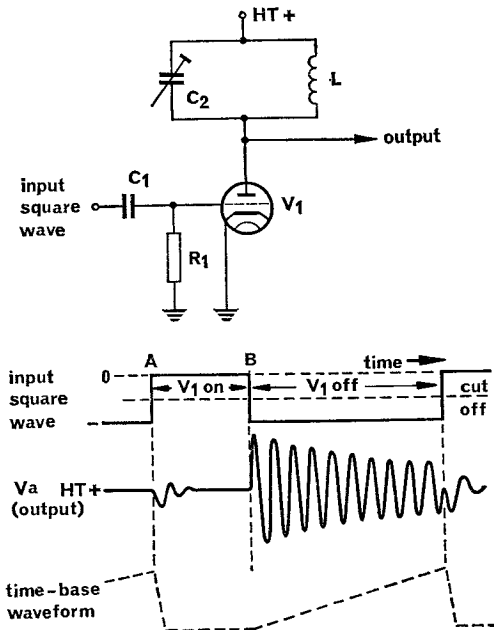 HT +
C2
L
output
C1
input
square
wave
V1
R1
A
B
time
input
square
wave
0
V1 on
V1 off
cut
off
Va
(output)
HT+
time-base
waveform